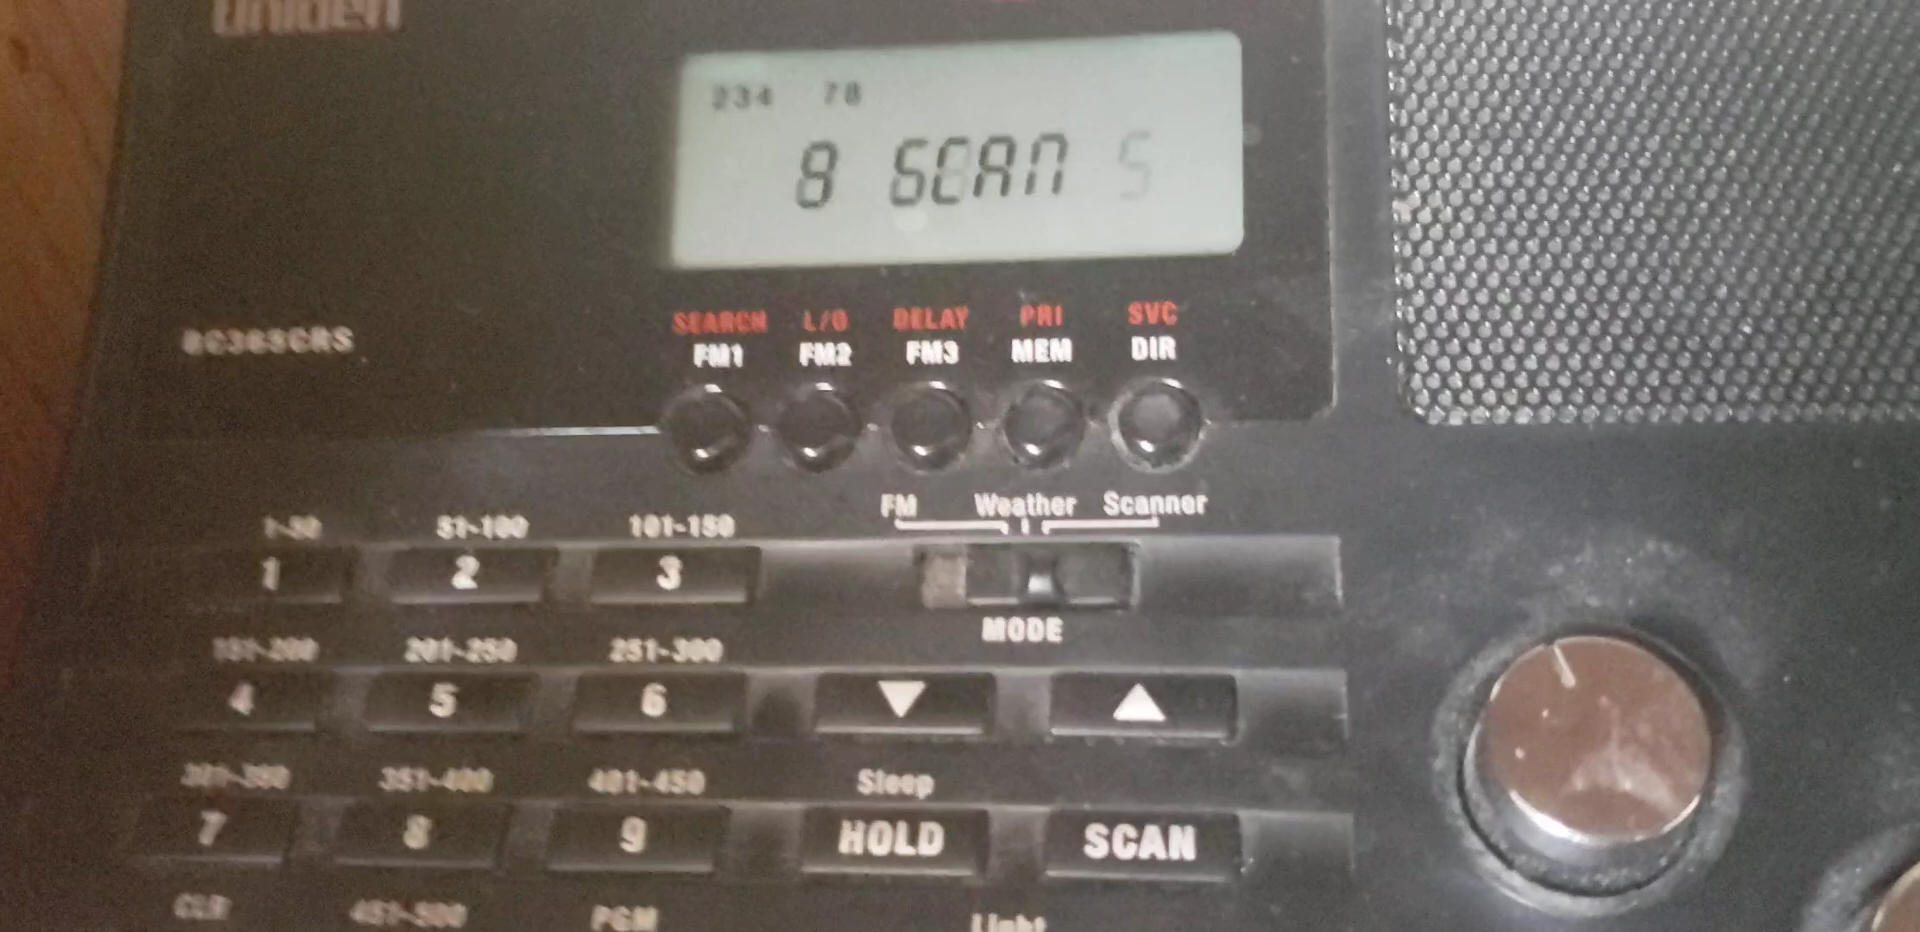 uniden
234 78
8 SCAN
BC365CRS
SEARCH L/O DELAY PRI SVC
FM1 FM2 FM3 MEM DIR
FM Weather Scanner
1-50 51-100 101-150
1 2 3
MODE
151-200 201-250 251-300
4 5 6
301-350 351-400 401-450 Sleep
7 8 9 HOLD SCAN
CLR 451-500 PGM Light